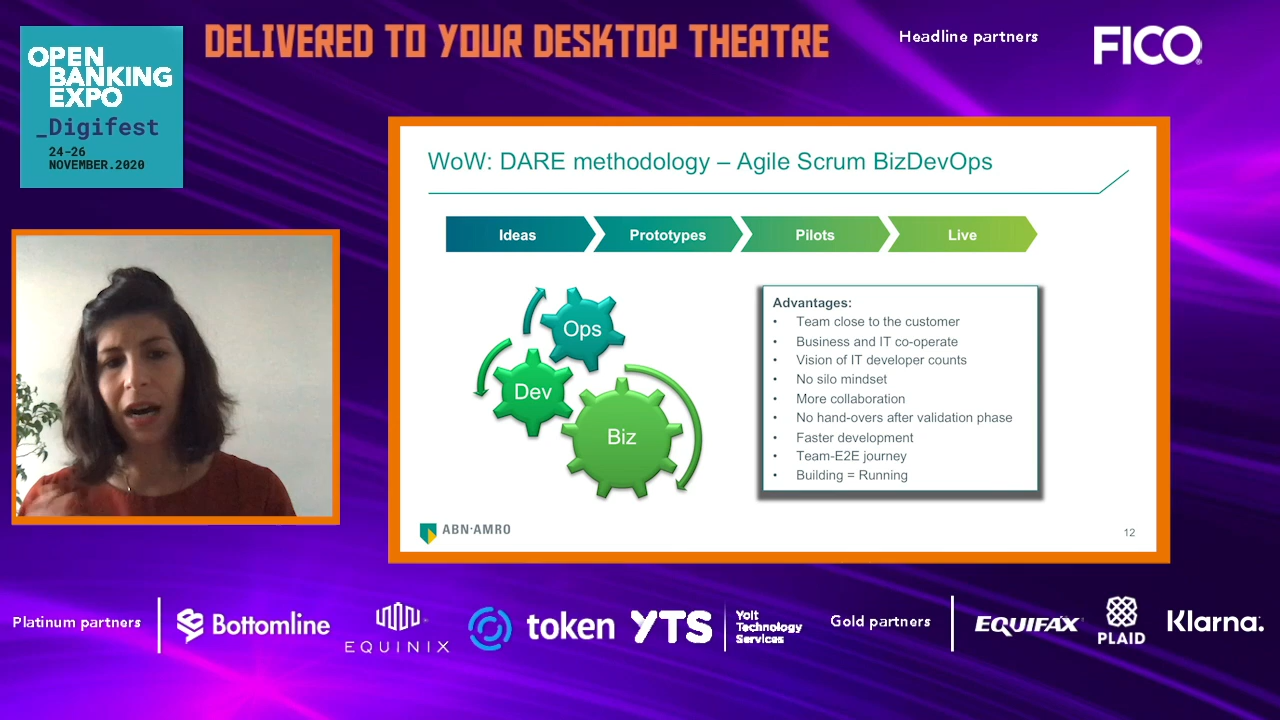 OPEN
BANKING
EXPO
_Digifest
24-26
NOVEMBER.2020
DELIVERED TO YOUR DESKTOP THEATRE
Headline partners
FICO
WoW: DARE methodology – Agile Scrum BizDevOps
Ideas
Prototypes
Pilots
Live
Ops
Dev
Biz
Advantages:
• Team close to the customer
• Business and IT co-operate
• Vision of IT developer counts
• No silo mindset
• More collaboration
• No hand-overs after validation phase
• Faster development
• Team-E2E journey
• Building = Running
ABN·AMRO
12
Platinum partners
Bottomline
EQUINIX
token
YTS
Yolt
Technology
Services
Gold partners
EQUIFAX
PLAID
Klarna.